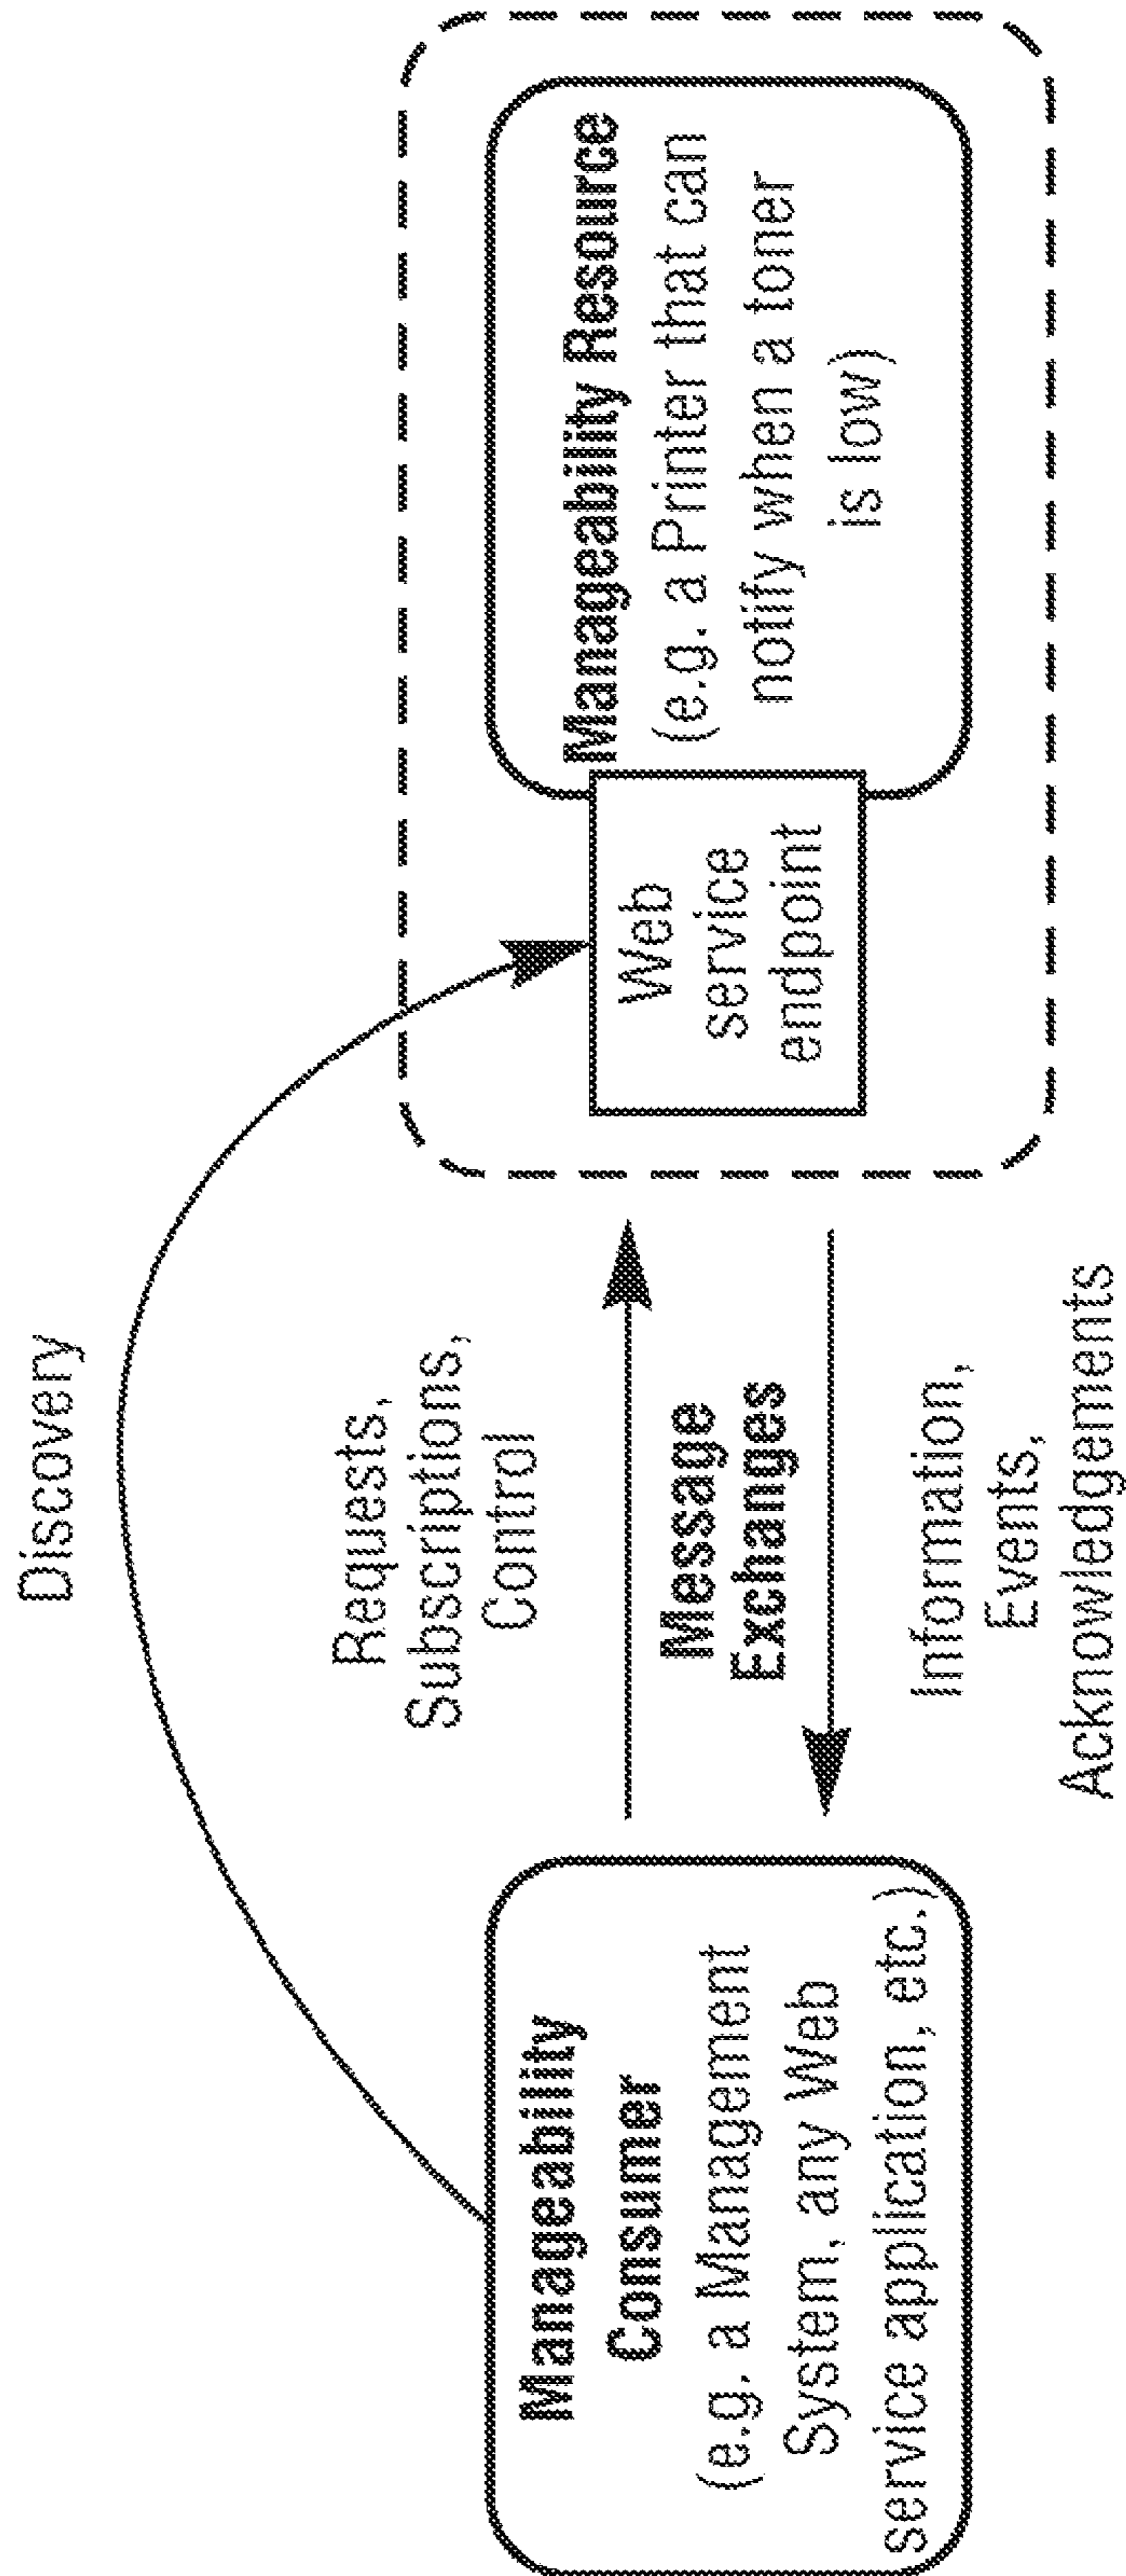 Discovery
Requests,
Subscriptions,
Control
Message
Exchanges
Information,
Events,
Acknowledgements
Manageability
Consumer
(e.g. a Management
System, any Web
service application, etc.)
Web
service
endpoint
Manageability Resource
(e.g. a Printer that can
notify when a toner
is low)